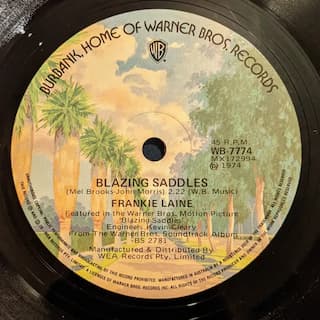 BURBANK, HOME OF WARNER BROS. RECORDS
WB
45 R.P.M.
WB-7774
MX172994
℗ 1974
BLAZING SADDLES
(Mel Brooks-John Morris) 2.22 (W.B. Music)
FRANKIE LAINE
Featured in the Warner Bros. Motion Picture
"Blazing Saddles"
Engineer: Kevin Cleary
From The Warner Bros. Soundtrack Album
BS 2781
Manufactured & Distributed By
WEA Records Pty. Limited